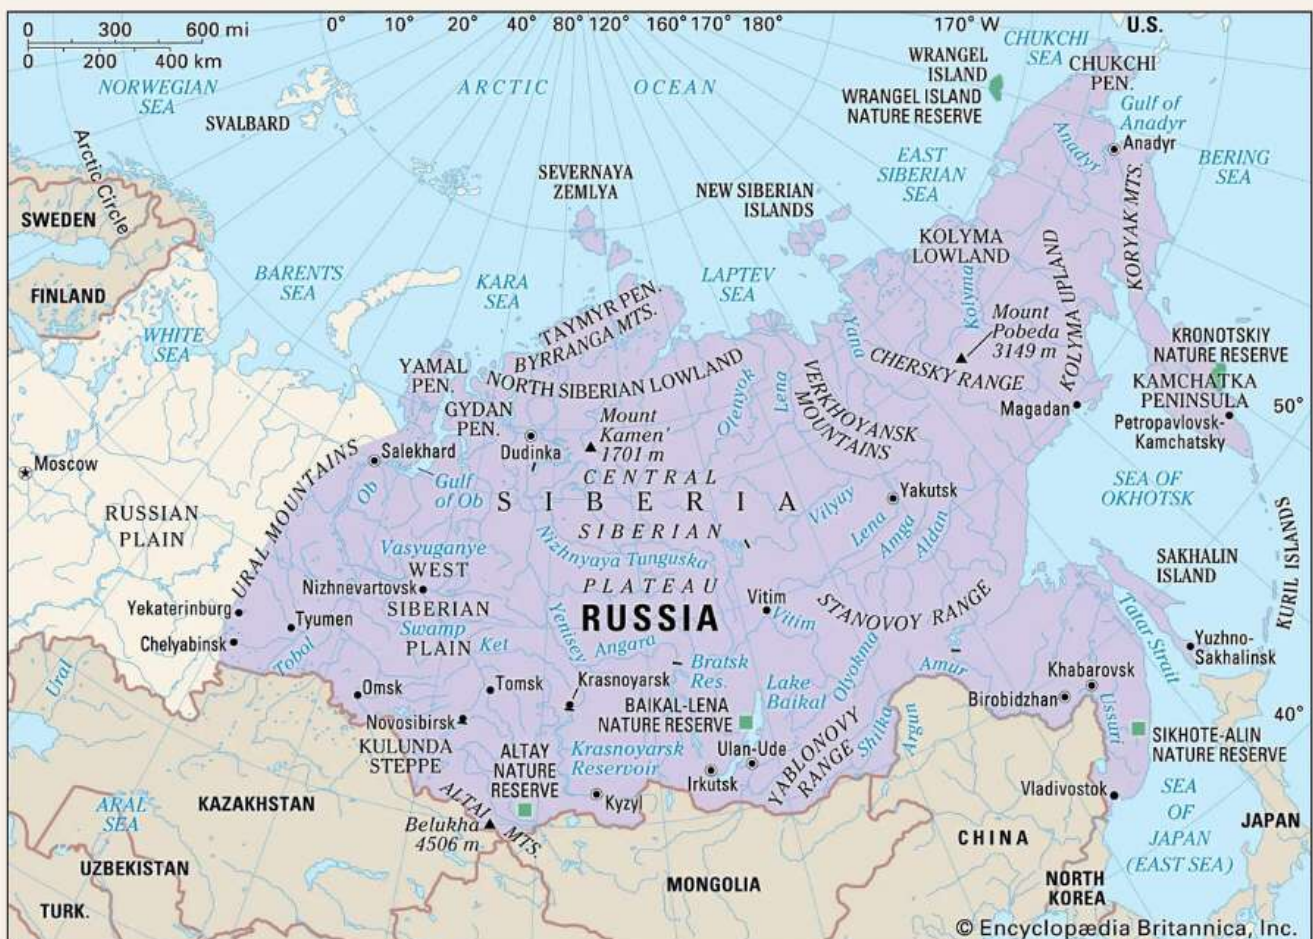 0 300 600 mi
0 200 400 km
0° 10° 20° 40° 80° 120° 160° 170° 180° 170° W
U.S.
NORWEGIAN
SEA
SVALBARD
ARCTIC OCEAN
WRANGEL
ISLAND
WRANGEL ISLAND
NATURE RESERVE
CHUKCHI
SEA
CHUKCHI
PEN.
Gulf of
Anadyr
Anadyr
Anadyr
BERING
SEA
Arctic Circle
SWEDEN
FINLAND
BARENTS
SEA
WHITE
SEA
KARA
SEA
SEVERNAYA
ZEMLYA
NEW SIBERIAN
ISLANDS
EAST
SIBERIAN
SEA
LAPTEV
SEA
KOLYMA
LOWLAND
Kolyma
KOLYMA UPLAND
KORYAK MTS.
Mount
Pobeda
3149 m
KRONOTSKIY
NATURE RESERVE
KAMCHATKA
PENINSULA
Petropavlovsk-
Kamchatsky
50°
TAYMYR PEN.
BYRRANGA MTS.
NORTH SIBERIAN LOWLAND
YAMAL
PEN.
GYDAN
PEN.
Dudinka
Mount
Kamen'
1701 m
Olenyok
Lena
Yana
VERKHOYANSK
MOUNTAINS
CHERSKY RANGE
Magadan
Moscow
RUSSIAN
PLAIN
URAL MOUNTAINS
Salekhard
Ob
Gulf
of Ob
CENTRAL
SIBERIA
SIBERIAN
PLATEAU
RUSSIA
Nizhnyaya Tunguska
Vilyuy
Yakutsk
Lena
Amga
Aldan
SEA OF
OKHOTSK
KURIL ISLANDS
SAKHALIN
ISLAND
Vasyuganye
WEST
SIBERIAN
Swamp
PLAIN
Nizhnevartovsk
Yekaterinburg
Chelyabinsk
Tyumen
Tobol
Ural
Ket
Yenisey
Angara
Vitim
Vitim
STANOVOY RANGE
Tatar Strait
Yuzhno-
Sakhalinsk
Omsk
Tomsk
Krasnoyarsk
Novosibirsk
KULUNDA
STEPPE
Bratsk
Res.
BAIKAL-LENA
NATURE RESERVE
Lake
Baikal
Olyokma
Amur
Khabarovsk
Birobidzhan
Ussuri
40°
SIKHOTE-ALIN
NATURE RESERVE
ALTAY
NATURE
RESERVE
Krasnoyarsk
Reservoir
Ulan-Ude
Irkutsk
YABLONOVY
RANGE
Shilka
Argun
Kyzyl
Vladivostok
SEA
OF
JAPAN
(EAST SEA)
JAPAN
ARAL
SEA
KAZAKHSTAN
ALTAI MTS.
Belukha
4506 m
CHINA
UZBEKISTAN
MONGOLIA
NORTH
KOREA
TURK.
© Encyclopædia Britannica, Inc.